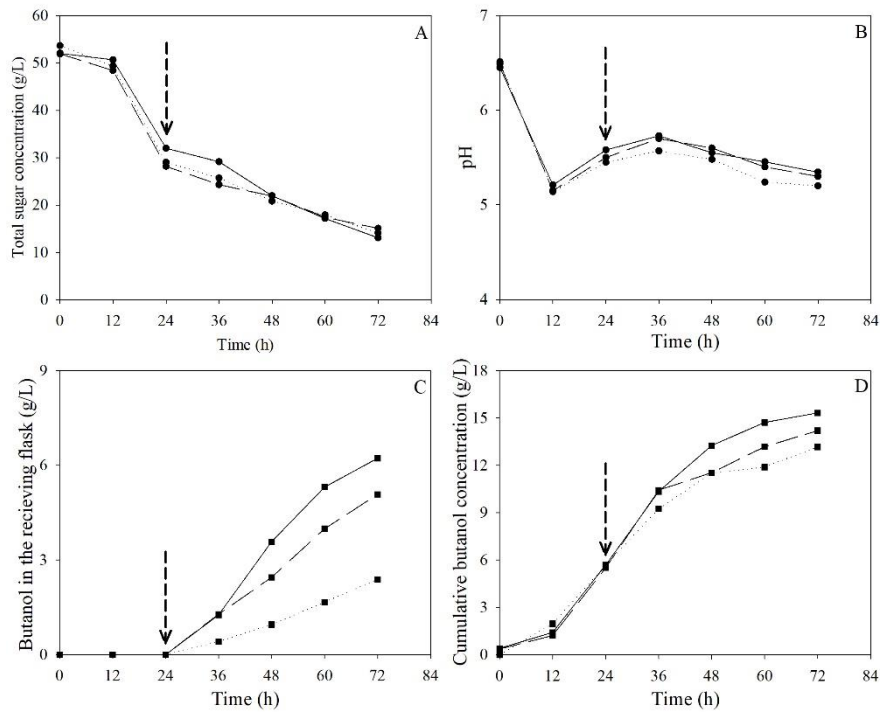 A
Total sugar concentration (g/L)
60
50
40
30
20
10
0
0 12 24 36 48 60 72 84
Time (h)
B
pH
7
6
5
4
0 12 24 36 48 60 72 84
Time (h)
C
Butanol in the recieving flask (g/L)
9
6
3
0
0 12 24 36 48 60 72 84
Time (h)
D
Cumulative butanol concentration (g/L)
18
15
12
9
6
3
0
0 12 24 36 48 60 72 84
Time (h)